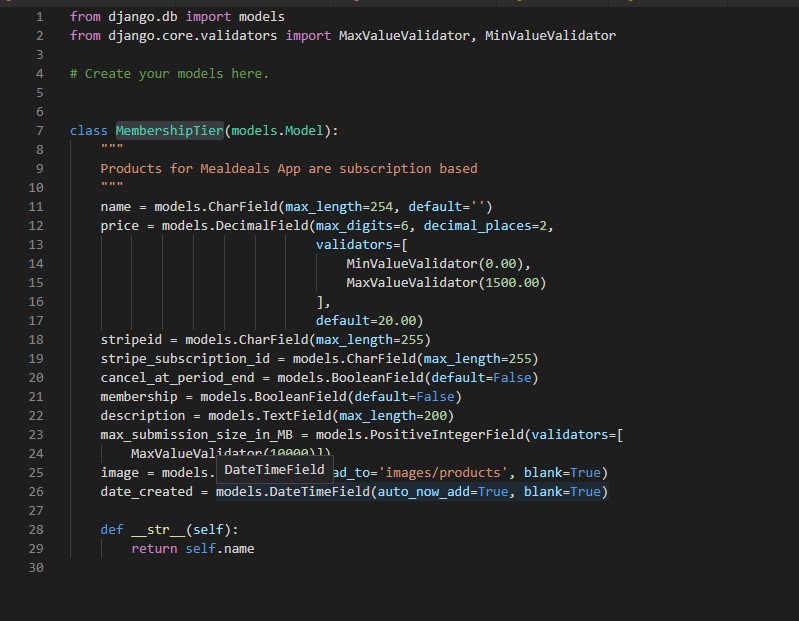 1 from django.db import models
2 from django.core.validators import MaxValueValidator, MinValueValidator
3
4 # Create your models here.
5
6
7 class MembershipTier(models.Model):
8 """
9 Products for Mealdeals App are subscription based
10 """
11 name = models.CharField(max_length=254, default='')
12 price = models.DecimalField(max_digits=6, decimal_places=2,
13 validators=[
14 MinValueValidator(0.00),
15 MaxValueValidator(1500.00)
16 ],
17 default=20.00)
18 stripeid = models.CharField(max_length=255)
19 stripe_subscription_id = models.CharField(max_length=255)
20 cancel_at_period_end = models.BooleanField(default=False)
21 membership = models.BooleanField(default=False)
22 description = models.TextField(max_length=200)
23 max_submission_size_in_MB = models.PositiveIntegerField(validators=[
24 MaxValueValidator(10000)])
25 image = models. DateTimeField ad_to='images/products', blank=True)
26 date_created = models.DateTimeField(auto_now_add=True, blank=True)
27
28 def __str__(self):
29 return self.name
30